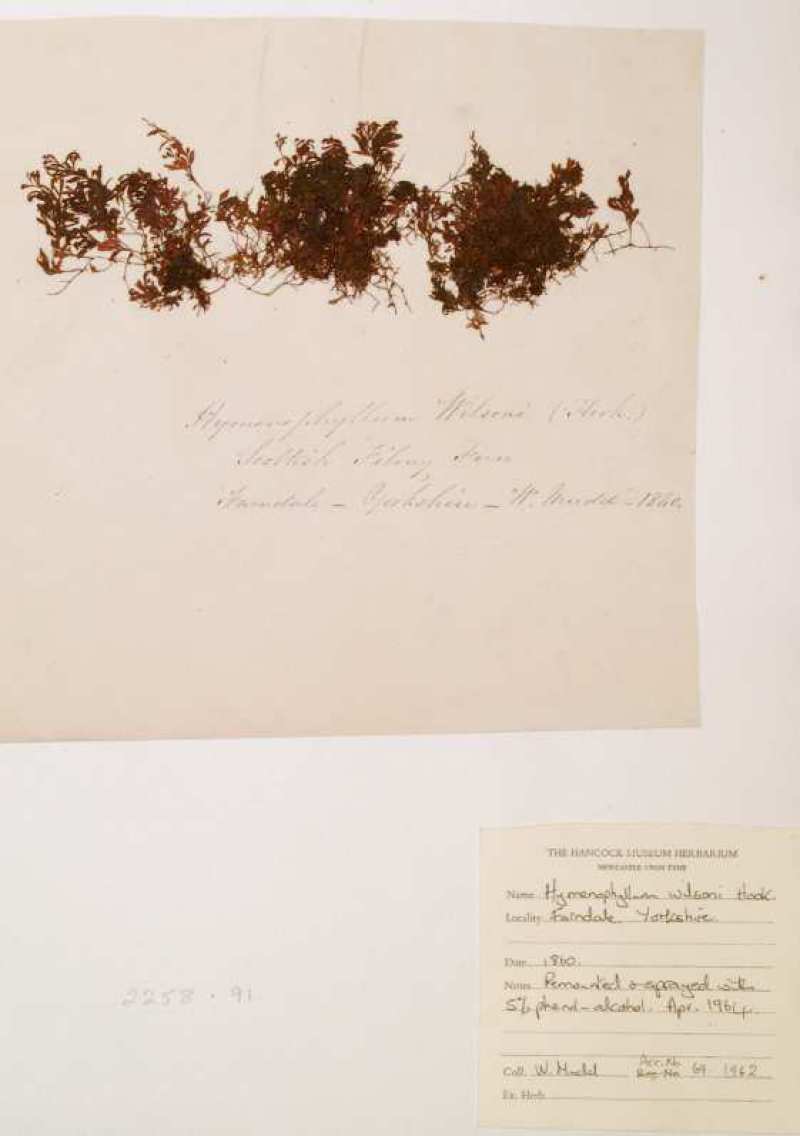 Hymenophyllum Wilsoni (Hook.)
Scottish Filmy Fern
Farndale - Yorkshire - W. Mudd - 1860.
THE HANCOCK MUSEUM HERBARIUM
NEWCASTLE UPON TYNE
Name Hymenophyllum wilsoni Hook.
Locality Farndale. Yorkshire.
Date 1860.
Notes Remounted & sprayed with
5% phenol-alcohol. Apr. 1964.
Acc. No.
Coll. W. Mudd Reg. No. 69 1962
Ex. Herb.
2258.91